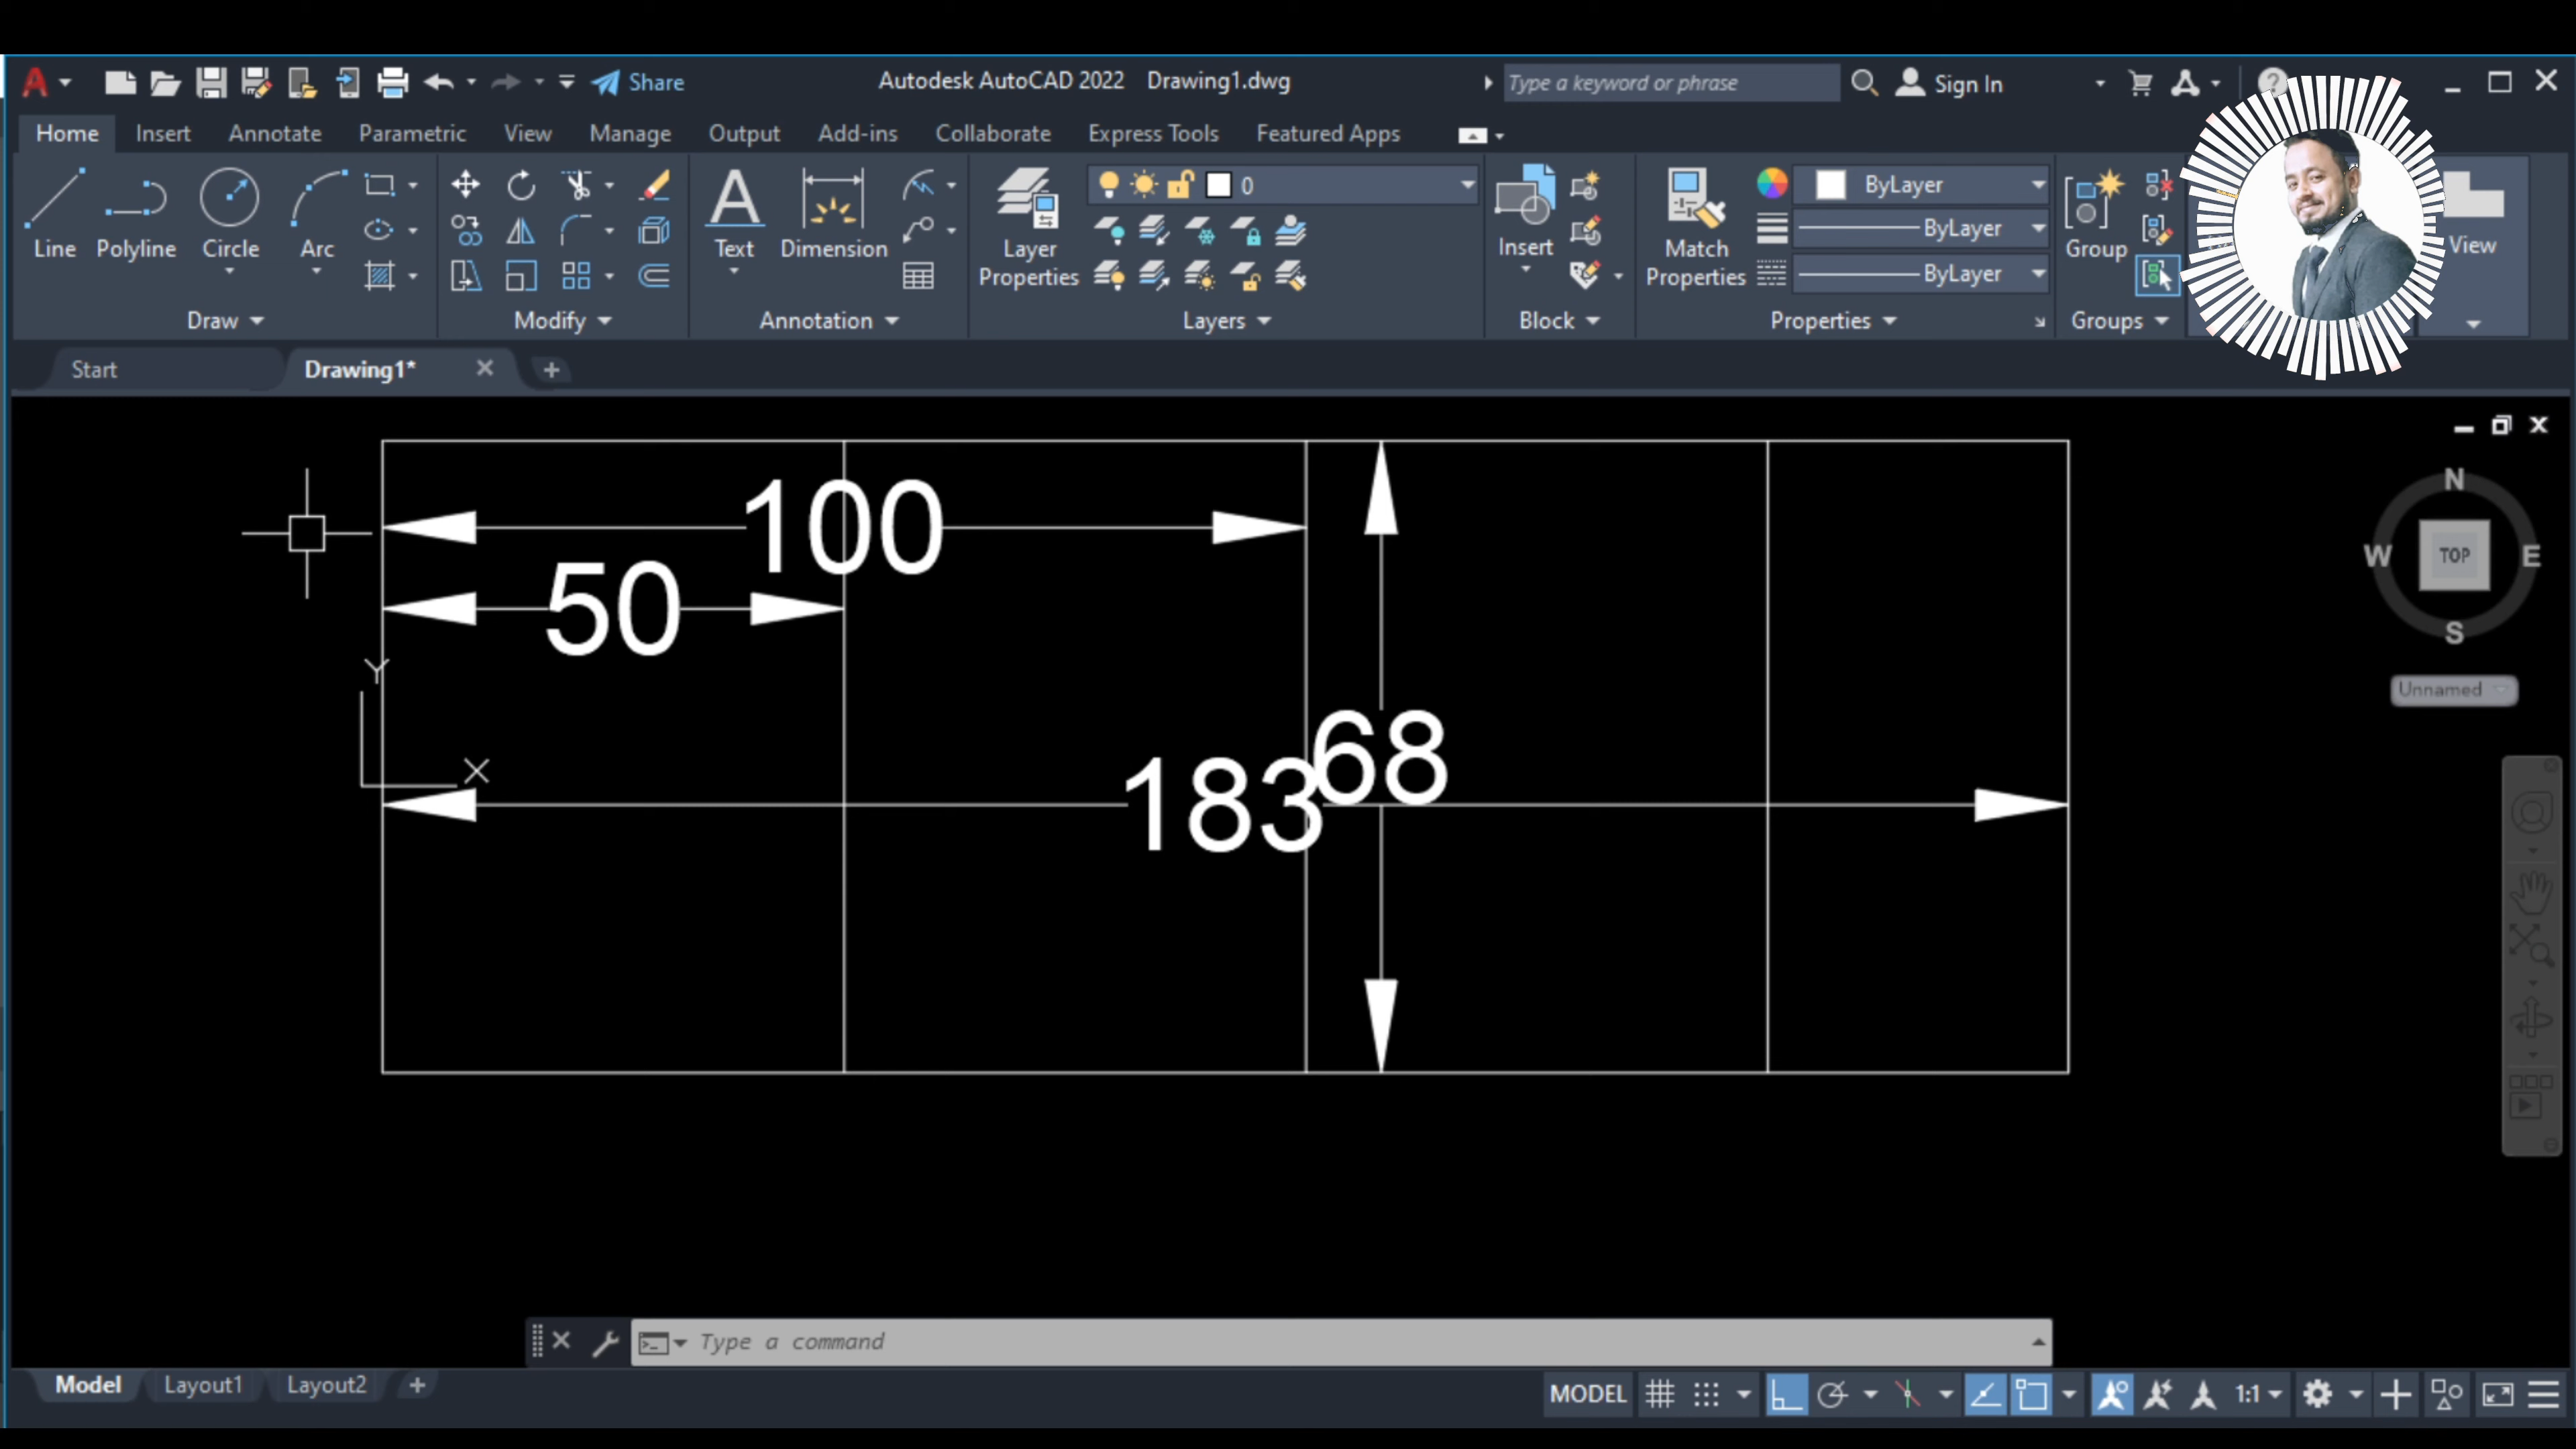 Share Autodesk AutoCAD 2022 Drawing1.dwg Type a keyword or phrase Sign In
Home Insert Annotate Parametric View Manage Output Add-ins Collaborate Express Tools Featured Apps
0 ByLayer
Line Polyline Circle Arc Text Dimension Layer Properties Insert Match Properties ByLayer Group View
ByLayer
Draw Modify Annotation Layers Block Properties Groups
Start Drawing1*
N
100
W TOP E
50
S
Y
Unnamed
68
X
183
Type a command
Model Layout1 Layout2
MODEL 1:1